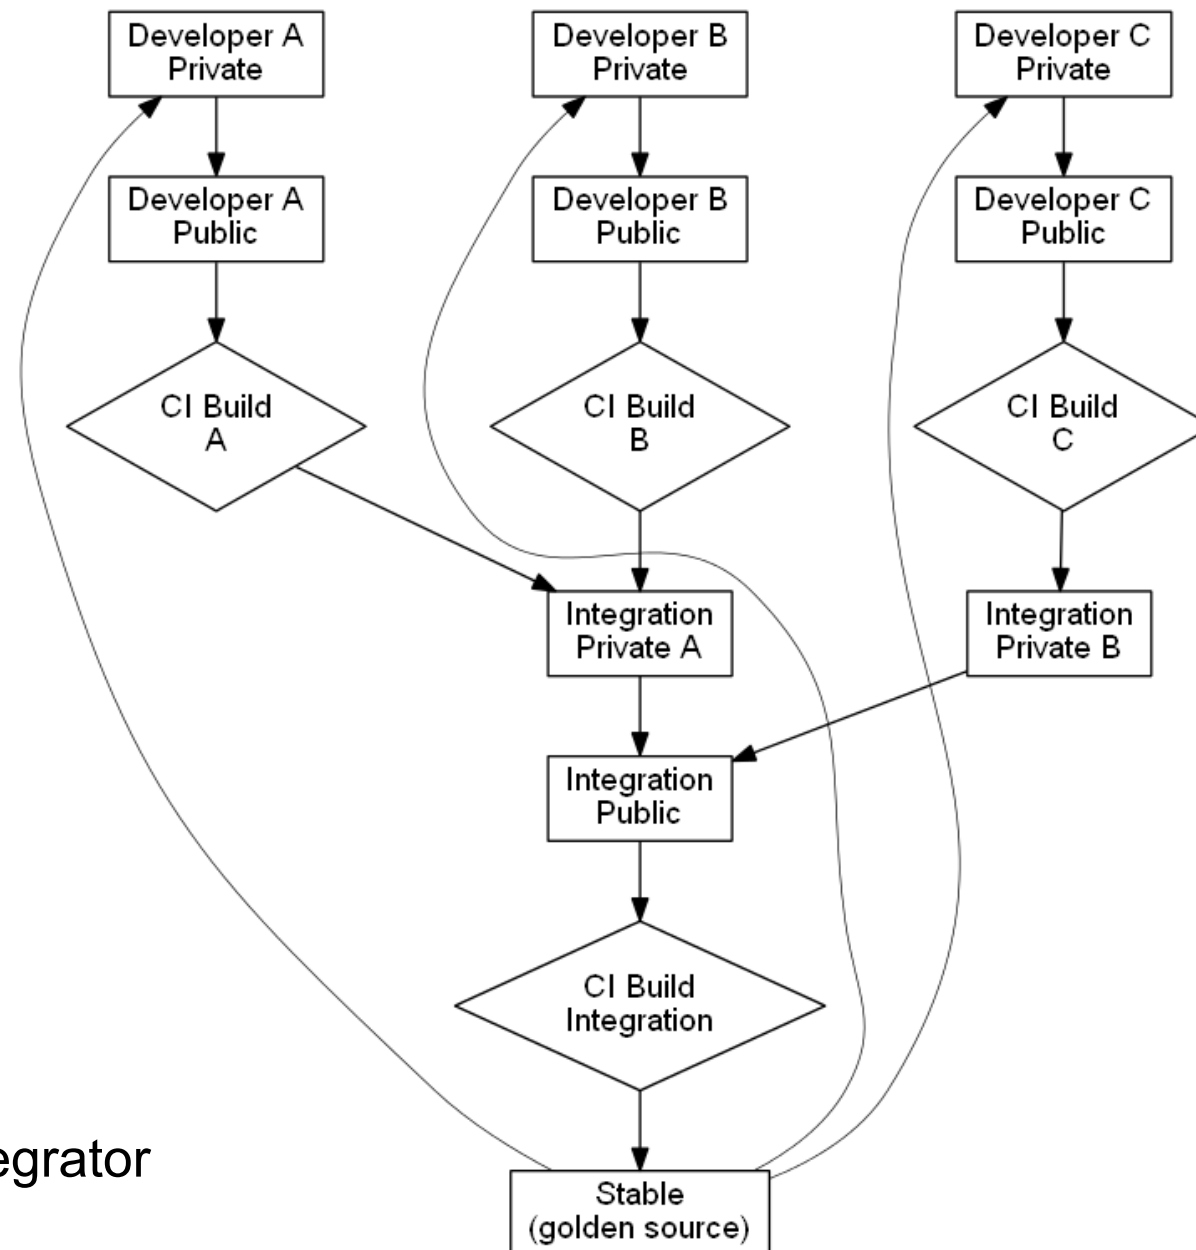 Developer A
Private
Developer B
Private
Developer C
Private
Developer A
Public
Developer B
Public
Developer C
Public
CI Build
A
CI Build
B
CI Build
C
Integration
Private A
Integration
Private B
Integration
Public
CI Build
Integration
egrator
Stable
(golden source)